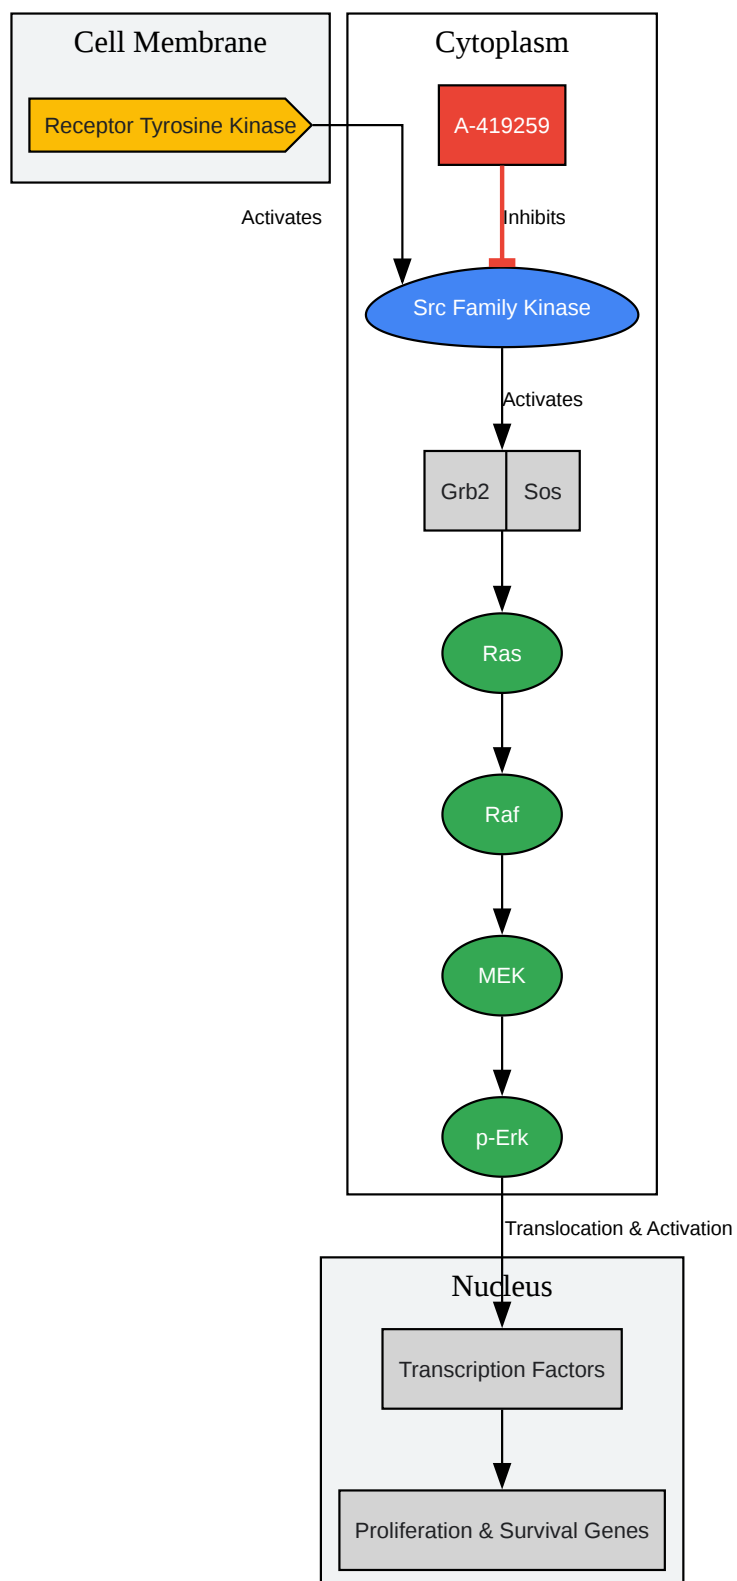 Cell Membrane
Receptor Tyrosine Kinase
Activates
Cytoplasm
A-419259
Inhibits
Src Family Kinase
Activates
Grb2
Sos
Ras
Raf
MEK
p-Erk
Translocation & Activation
Nucleus
Transcription Factors
Proliferation & Survival Genes